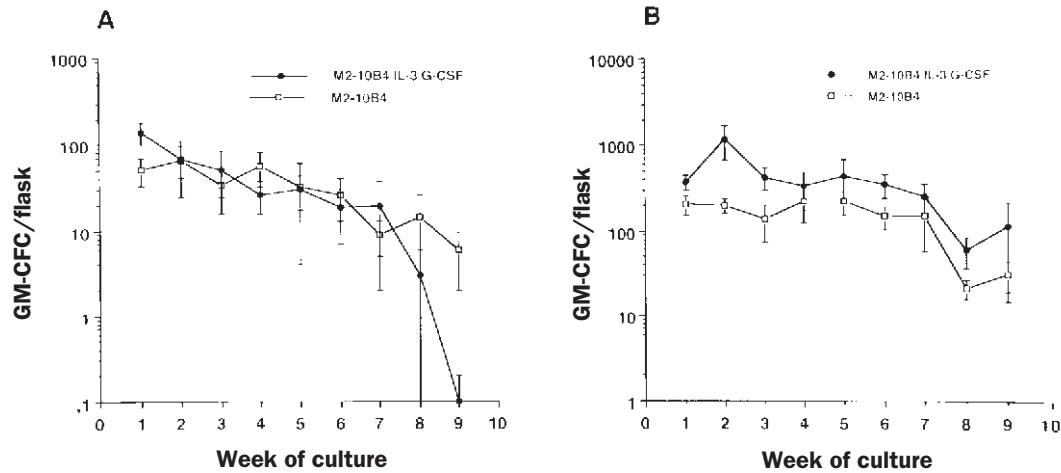 A
1000
100
10
1
.1
GM-CFC/flask
0 1 2 3 4 5 6 7 8 9 10
Week of culture
M2-10B4 IL-3 G-CSF
M2-10B4
B
10000
1000
100
10
1
GM-CFC/flask
0 1 2 3 4 5 6 7 8 9 10
Week of culture
M2-10B4 IL-3 G-CSF
M2-10B4